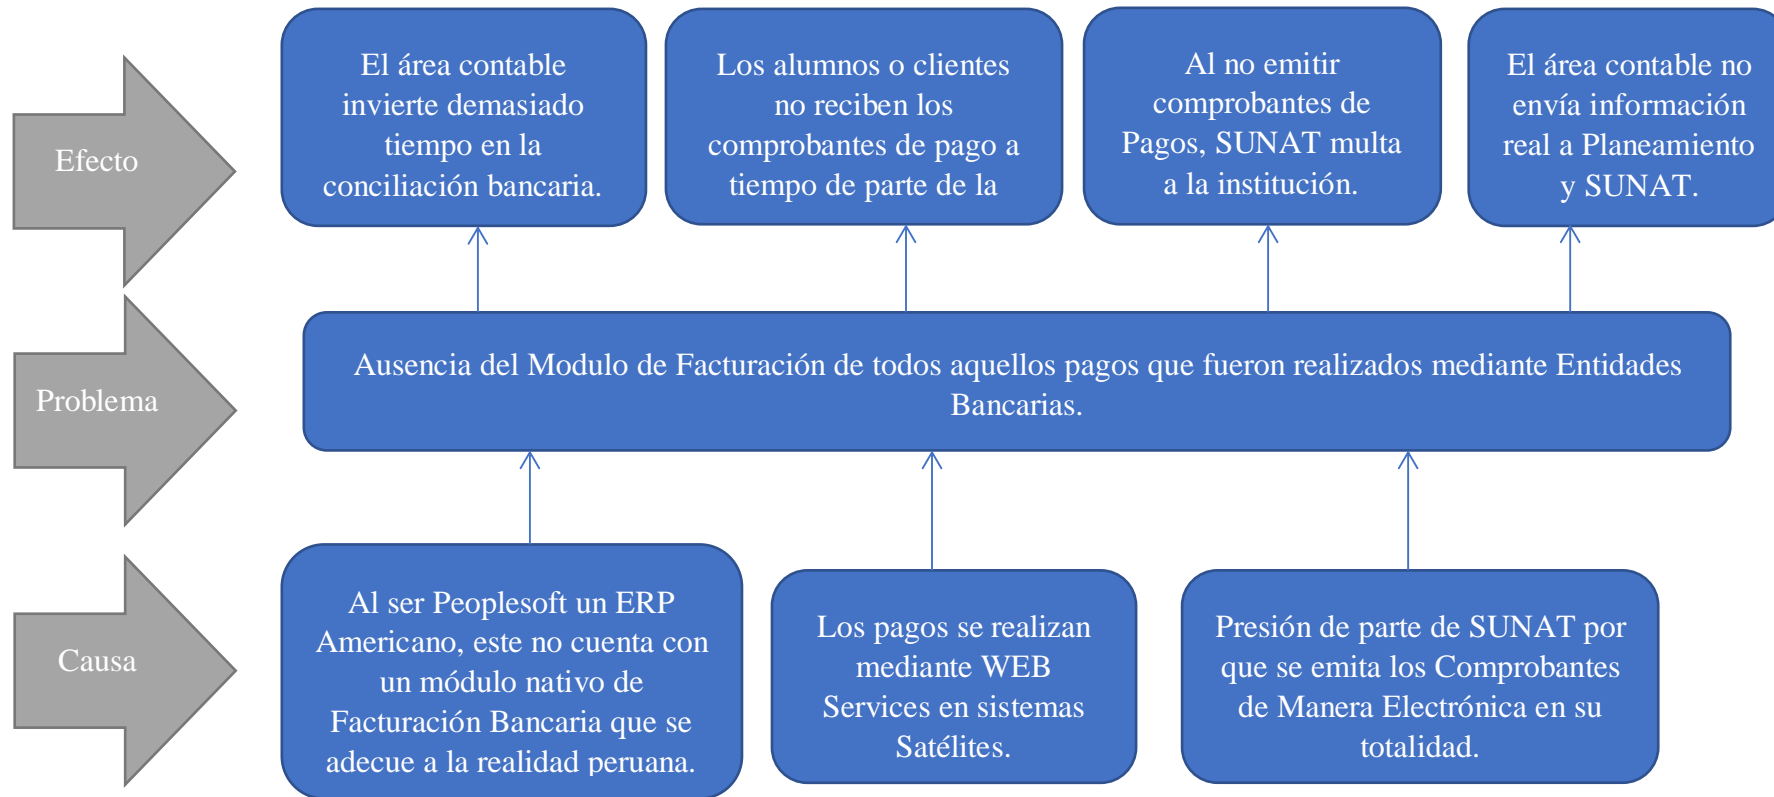 Efecto
El área contable
invierte demasiado
tiempo en la
conciliación bancaria.
Los alumnos o clientes
no reciben los
comprobantes de pago a
tiempo de parte de la
Al no emitir
comprobantes de
Pagos, SUNAT multa
a la institución.
El área contable no
envía información
real a Planeamiento
y SUNAT.
Problema
Ausencia del Modulo de Facturación de todos aquellos pagos que fueron realizados mediante Entidades
Bancarias.
Causa
Al ser Peoplesoft un ERP
Americano, este no cuenta con
un módulo nativo de
Facturación Bancaria que se
adecue a la realidad peruana.
Los pagos se realizan
mediante WEB
Services en sistemas
Satélites.
Presión de parte de SUNAT por
que se emita los Comprobantes
de Manera Electrónica en su
totalidad.